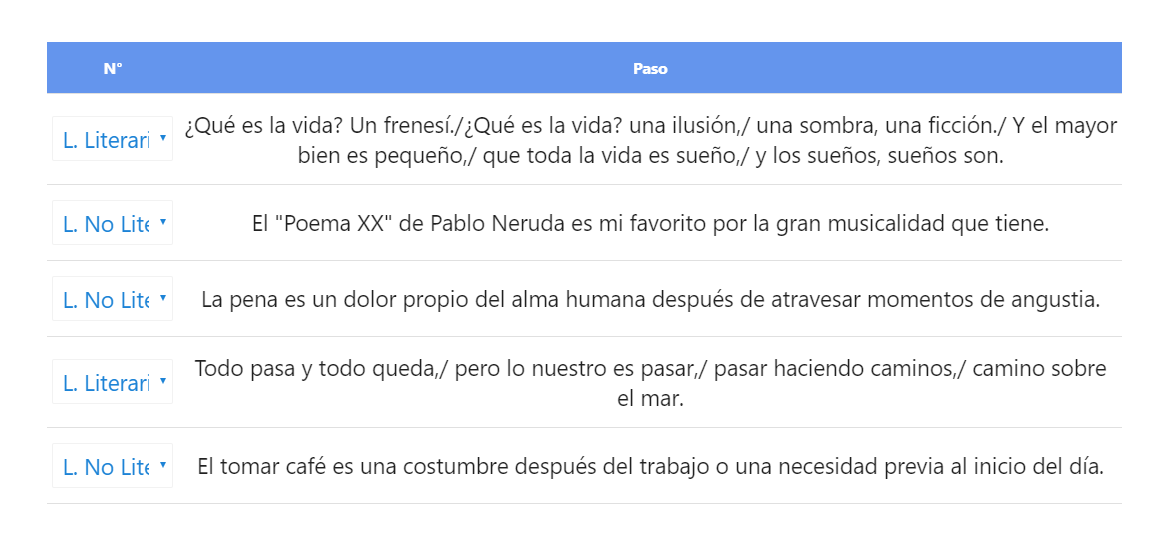 N° Paso
L. Literari ¿Qué es la vida? Un frenesí./¿Qué es la vida? una ilusión,/ una sombra, una ficción./ Y el mayor
bien es pequeño,/ que toda la vida es sueño,/ y los sueños, sueños son.
L. No Lite El "Poema XX" de Pablo Neruda es mi favorito por la gran musicalidad que tiene.
L. No Lite La pena es un dolor propio del alma humana después de atravesar momentos de angustia.
L. Literari Todo pasa y todo queda,/ pero lo nuestro es pasar,/ pasar haciendo caminos,/ camino sobre
el mar.
L. No Lite El tomar café es una costumbre después del trabajo o una necesidad previa al inicio del día.